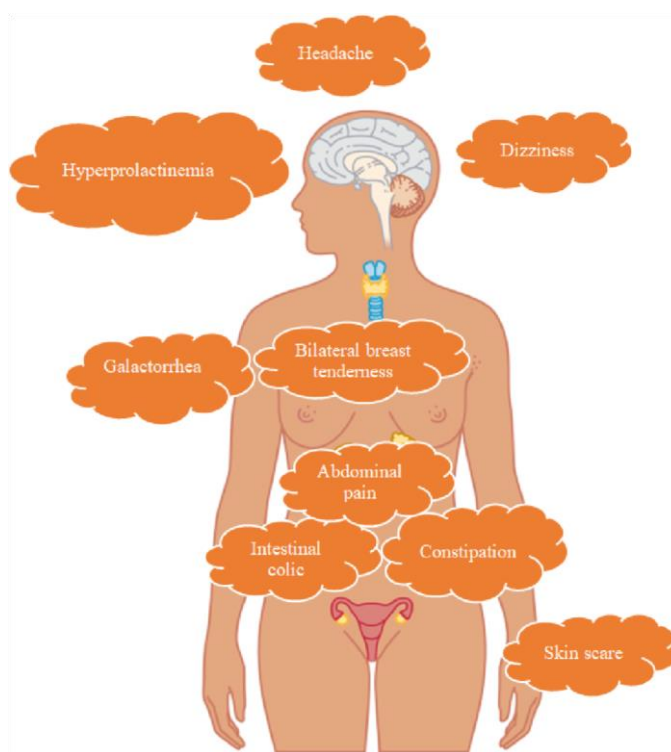 Headache
Hyperprolactinemia
Dizziness
Galactorrhea
Bilateral breast
tenderness
Abdominal
pain
Intestinal
colic
Constipation
Skin scare